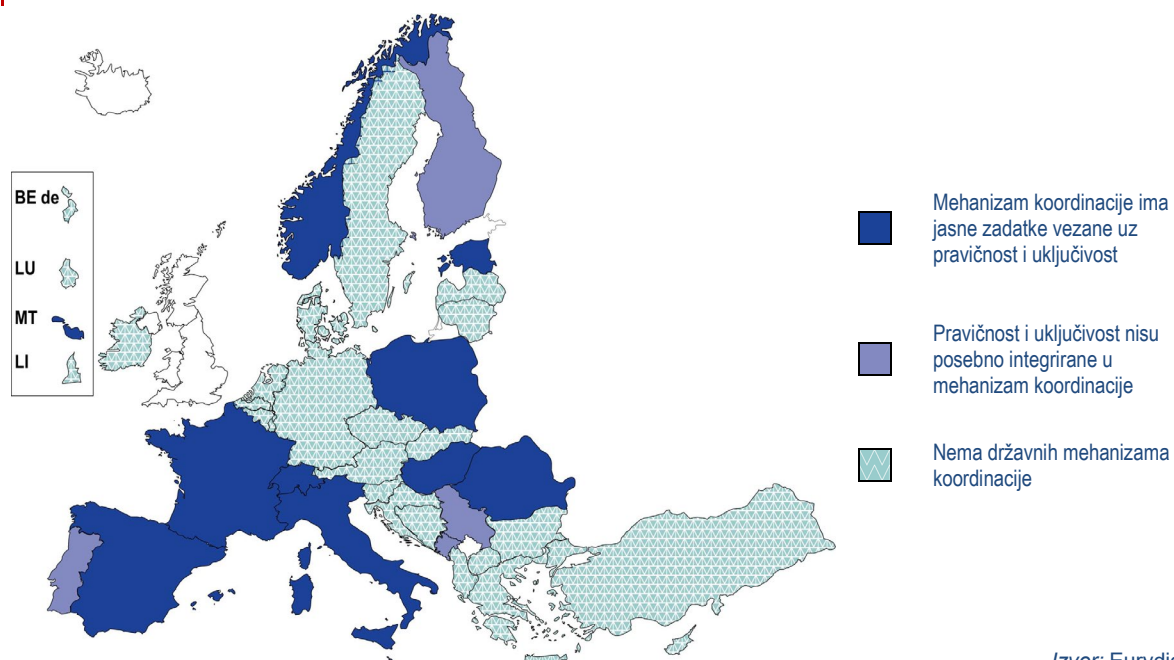 BE de
LU
MT
LI
Mehanizam koordinacije ima
jasne zadatke vezane uz
pravičnost i uključivost
Pravičnost i uključivost nisu
posebno integrirane u
mehanizam koordinacije
Nema državnih mehanizama
koordinacije
Izvor: